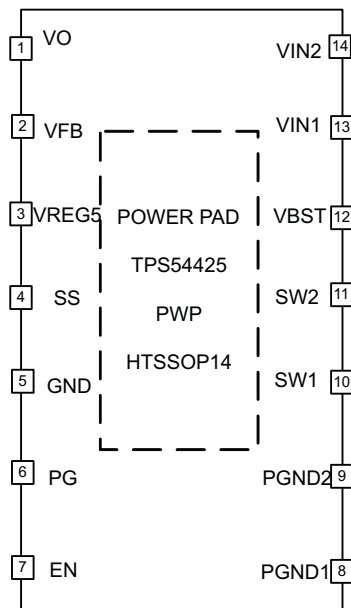 1 VO
2 VFB
3 VREG5
4 SS
5 GND
6 PG
7 EN
POWER PAD
TPS54425
PWP
HTSSOP14
VIN2 14
VIN1 13
VBST 12
SW2 11
SW1 10
PGND2 9
PGND1 8